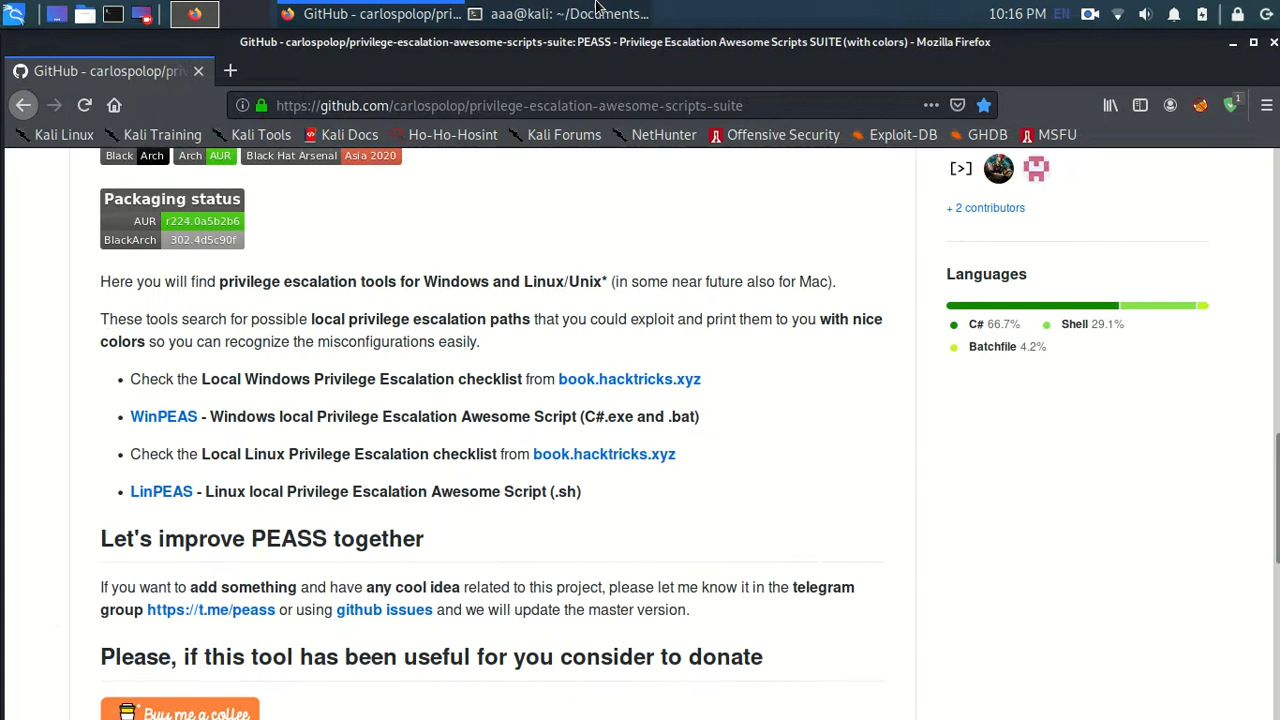 GitHub - carlospolop/pri...
aaa@kali: ~/Documents...
10:16 PM EN
GitHub - carlospolop/privilege-escalation-awesome-scripts-suite: PEASS - Privilege Escalation Awesome Scripts SUITE (with colors) - Mozilla Firefox
GitHub - carlospolop/priv
https://github.com/carlospolop/privilege-escalation-awesome-scripts-suite
1
Kali Linux Kali Training Kali Tools Kali Docs Ho-Ho-Hosint Kali Forums NetHunter Offensive Security Exploit-DB GHDB MSFU
Black Arch Arch AUR Black Hat Arsenal Asia 2020
Packaging status
AUR r224.0a5b2b6
BlackArch 302.4d5c90f
Here you will find privilege escalation tools for Windows and Linux/Unix* (in some near future also for Mac).
These tools search for possible local privilege escalation paths that you could exploit and print them to you with nice
colors so you can recognize the misconfigurations easily.
• Check the Local Windows Privilege Escalation checklist from book.hacktricks.xyz
• WinPEAS - Windows local Privilege Escalation Awesome Script (C#.exe and .bat)
• Check the Local Linux Privilege Escalation checklist from book.hacktricks.xyz
• LinPEAS - Linux local Privilege Escalation Awesome Script (.sh)
Let's improve PEASS together
If you want to add something and have any cool idea related to this project, please let me know it in the telegram
group https://t.me/peass or using github issues and we will update the master version.
Please, if this tool has been useful for you consider to donate
Buy me a coffee
[>]
+ 2 contributors
Languages
C# 66.7% Shell 29.1%
Batchfile 4.2%